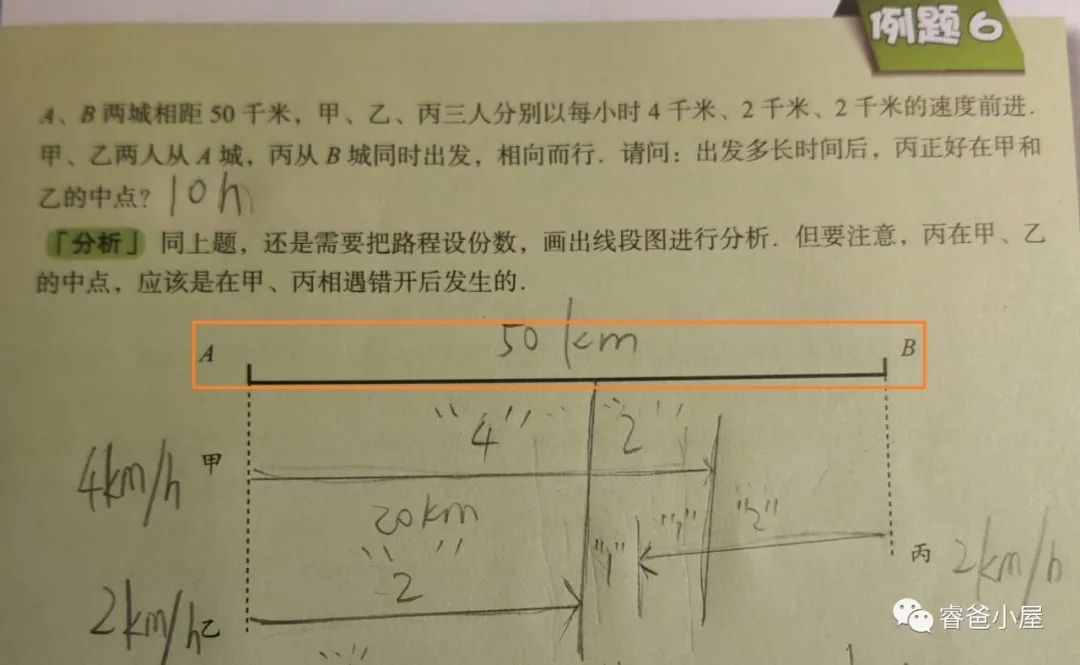 例题6
A、B两城相距50千米，甲、乙、丙三人分别以每小时4千米、2千米、2千米的速度前进．
甲、乙两人从A城，丙从B城同时出发，相向而行．请问：出发多长时间后，丙正好在甲和
乙的中点？10h
「分析」同上题，还是需要把路程设份数，画出线段图进行分析．但要注意，丙在甲、乙
的中点，应该是在甲、丙相遇错开后发生的．
A 50km B
"4" "2"
4km/h 甲
20km "1" "1" "2"
丙 2km/h
"2"
2km/h 乙
睿爸小屋